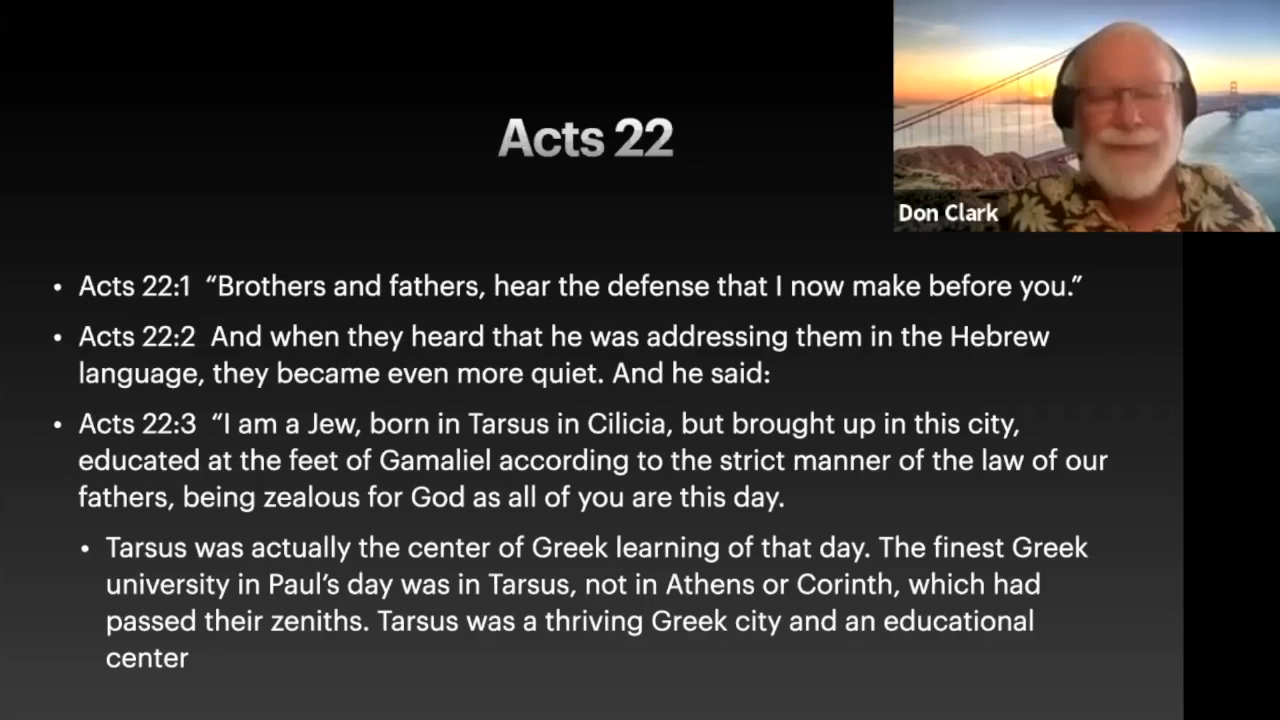 Acts 22
Don Clark
• Acts 22:1 “Brothers and fathers, hear the defense that I now make before you.”
• Acts 22:2 And when they heard that he was addressing them in the Hebrew
language, they became even more quiet. And he said:
• Acts 22:3 “I am a Jew, born in Tarsus in Cilicia, but brought up in this city,
educated at the feet of Gamaliel according to the strict manner of the law of our
fathers, being zealous for God as all of you are this day.
• Tarsus was actually the center of Greek learning of that day. The finest Greek
university in Paul’s day was in Tarsus, not in Athens or Corinth, which had
passed their zeniths. Tarsus was a thriving Greek city and an educational
center